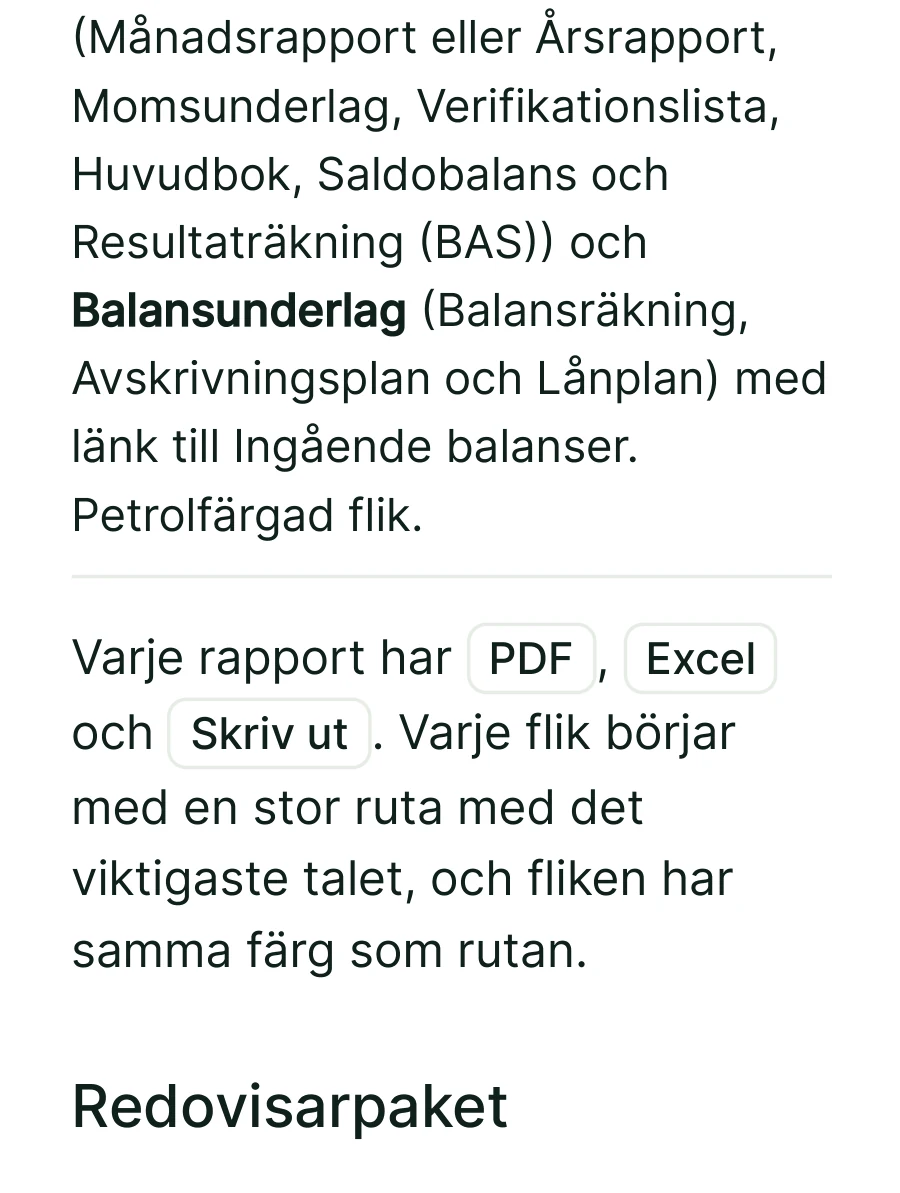 (Månadsrapport eller Årsrapport,
Momsunderlag, Verifikationslista,
Huvudbok, Saldobalans och
Resultaträkning (BAS)) och
Balansunderlag (Balansräkning,
Avskrivningsplan och Lånplan) med
länk till Ingående balanser.
Petrolfärgad flik.
Varje rapport har PDF, Excel
och Skriv ut. Varje flik börjar
med en stor ruta med det
viktigaste talet, och fliken har
samma färg som rutan.
Redovisarpaket